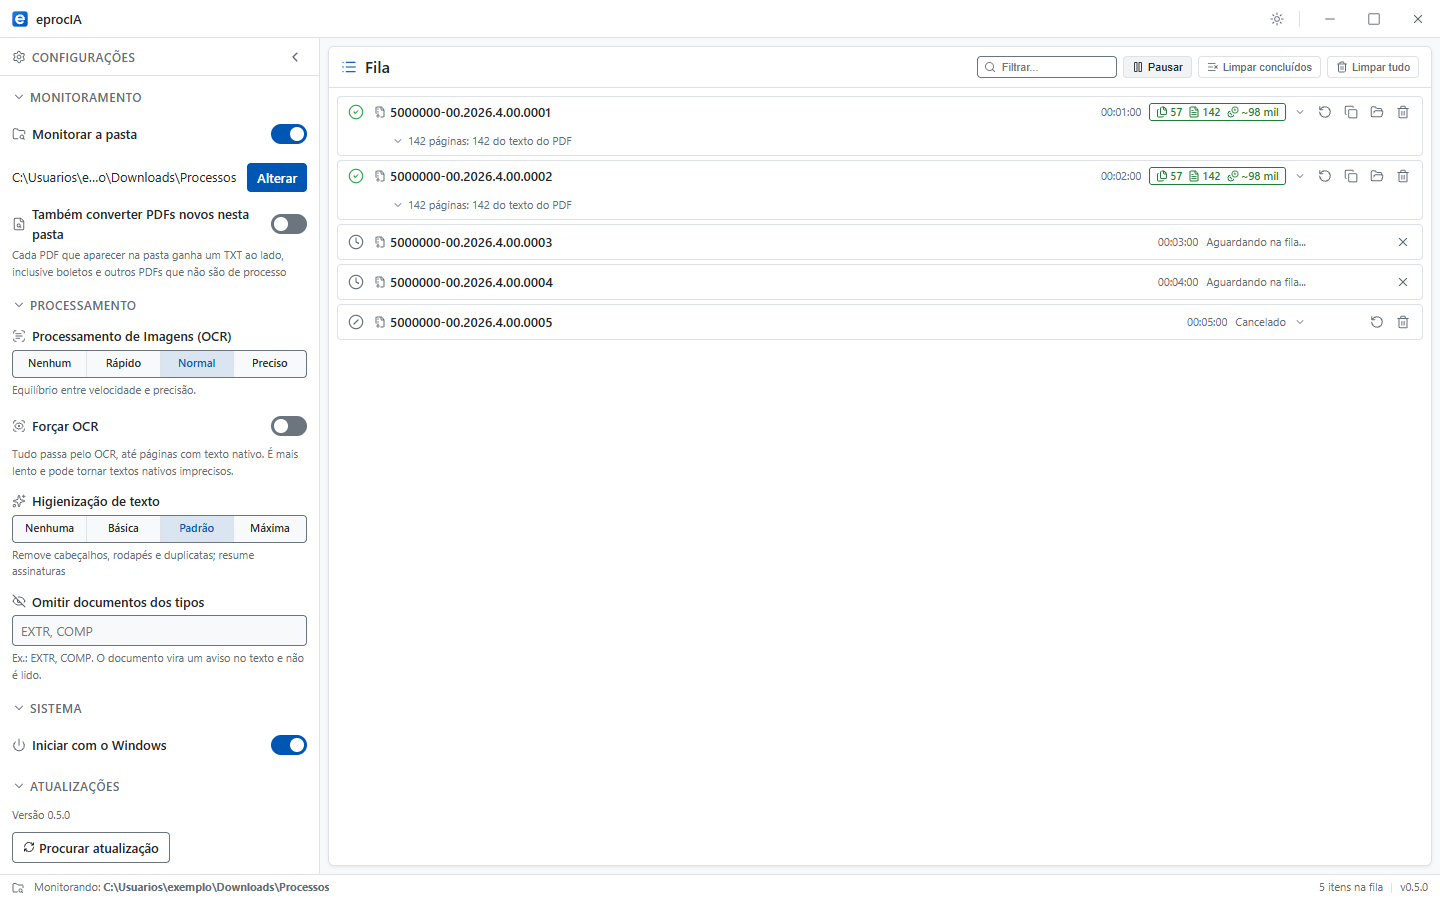 eprocIA
CONFIGURAÇÕES
MONITORAMENTO
Monitorar a pasta
C:\Usuarios\e...o\Downloads\Processos Alterar
Também converter PDFs novos nesta
pasta
Cada PDF que aparecer na pasta ganha um TXT ao lado,
inclusive boletos e outros PDFs que não são de processo
PROCESSAMENTO
Processamento de Imagens (OCR)
Nenhum Rápido Normal Preciso
Equilíbrio entre velocidade e precisão.
Forçar OCR
Tudo passa pelo OCR, até páginas com texto nativo. É mais
lento e pode tornar textos nativos imprecisos.
Higienização de texto
Nenhuma Básica Padrão Máxima
Remove cabeçalhos, rodapés e duplicatas; resume
assinaturas
Omitir documentos dos tipos
EXTR, COMP
Ex.: EXTR, COMP. O documento vira um aviso no texto e não
é lido.
SISTEMA
Iniciar com o Windows
ATUALIZAÇÕES
Versão 0.5.0
Procurar atualização
Fila Filtrar... Pausar Limpar concluídos Limpar tudo
5000000-00.2026.4.00.0001 00:01:00 57 142 ~98 mil
142 páginas: 142 do texto do PDF
5000000-00.2026.4.00.0002 00:02:00 57 142 ~98 mil
142 páginas: 142 do texto do PDF
5000000-00.2026.4.00.0003 00:03:00 Aguardando na fila...
5000000-00.2026.4.00.0004 00:04:00 Aguardando na fila...
5000000-00.2026.4.00.0005 00:05:00 Cancelado
Monitorando: C:\Usuarios\exemplo\Downloads\Processos 5 itens na fila v0.5.0